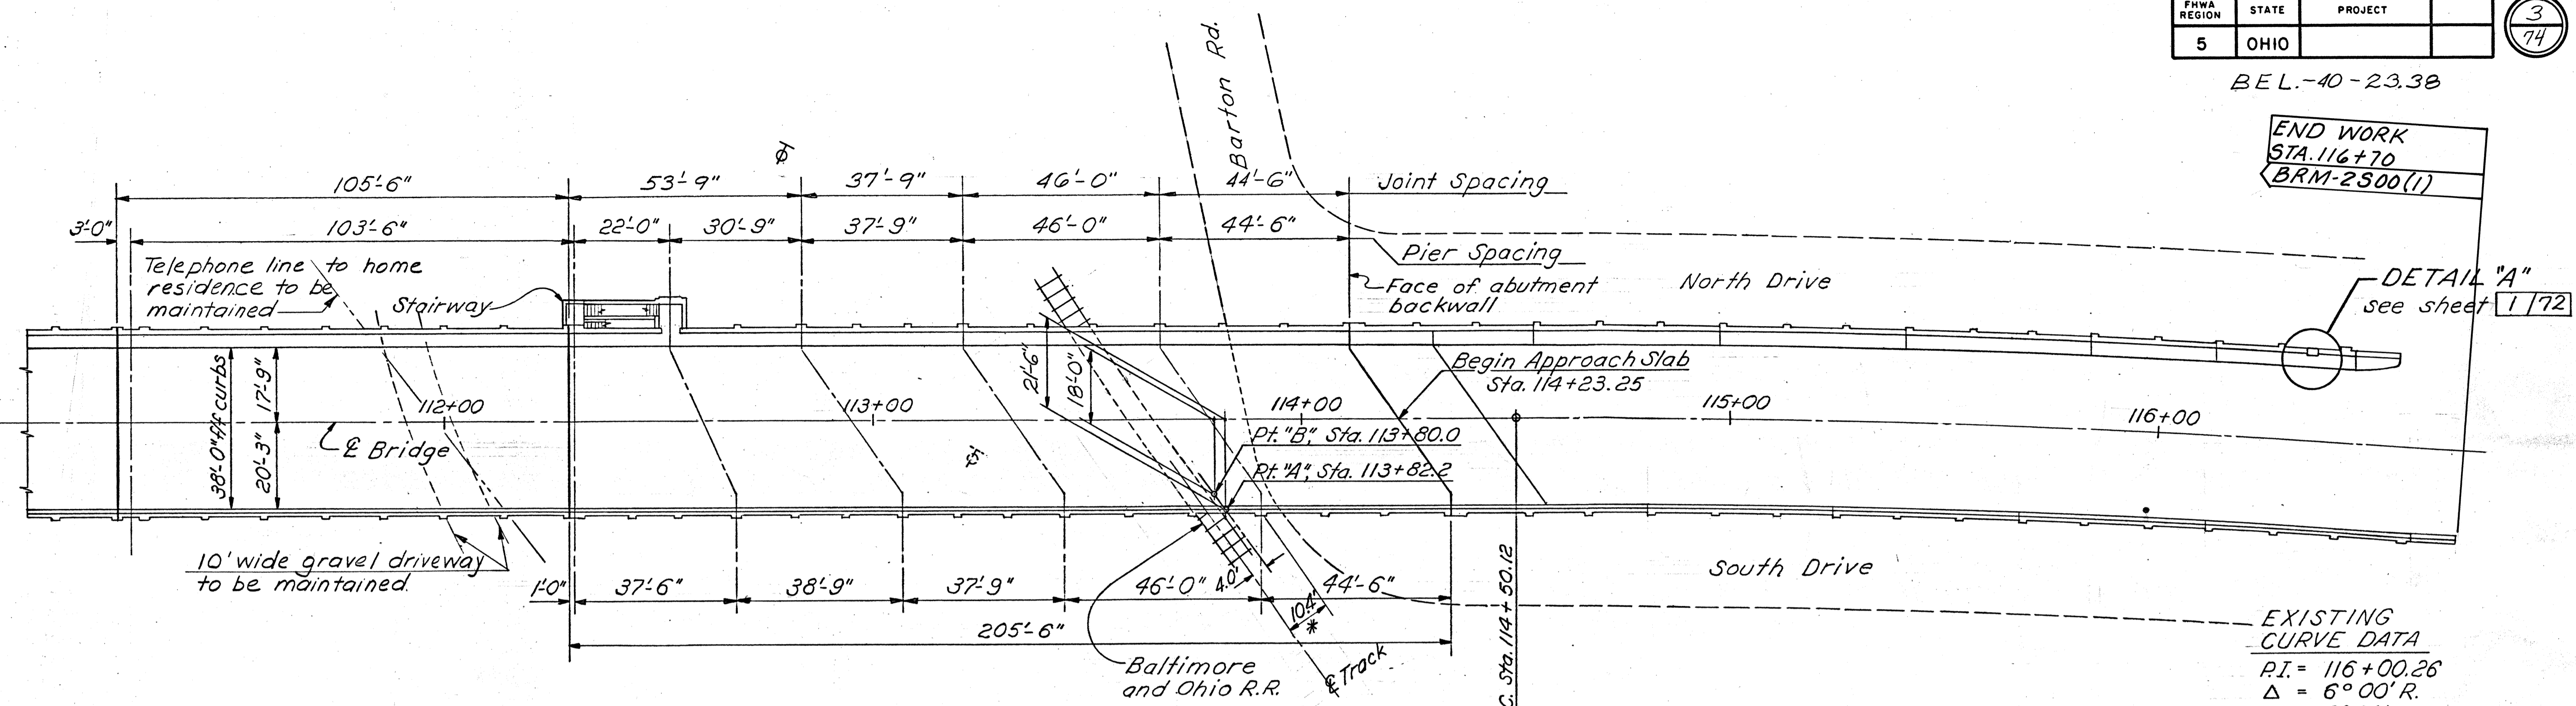 FHWA REGION
STATE
PROJECT
5
OHIO
3
74
BEL.-40-23.38
END WORK
STA. 116+70
BRM-2S00(1)
Barton Rd.
105'-6"
53'-9"
37'-9"
46'-0"
44'-6"
Joint Spacing
3'-0"
103'-6"
22'-0"
30'-9"
37'-9"
46'-0"
44'-6"
Pier Spacing
Telephone line to home
residence to be
maintained
Stairway
Face of abutment
backwall
North Drive
DETAIL "A"
see sheet 1/72
38'-0" f/f curbs
17'-9"
20'-3"
112+00
℄ Bridge
113+00
21'-6"
18'-0"
114+00
Begin Approach Slab
Sta. 114+23.25
115+00
116+00
Pt. "B", Sta. 113+80.0
Pt. "A", Sta. 113+82.2
10' wide gravel driveway
to be maintained.
1'-0"
37'-6"
38'-9"
37'-9"
46'-0"
4.0'
44'-6"
10.4'
*
205'-6"
Baltimore
and Ohio R.R.
℄ Track
C. Sta. 114+50.12
South Drive
EXISTING
CURVE DATA
P.I. = 116+00.26
Δ = 6° 00' R.